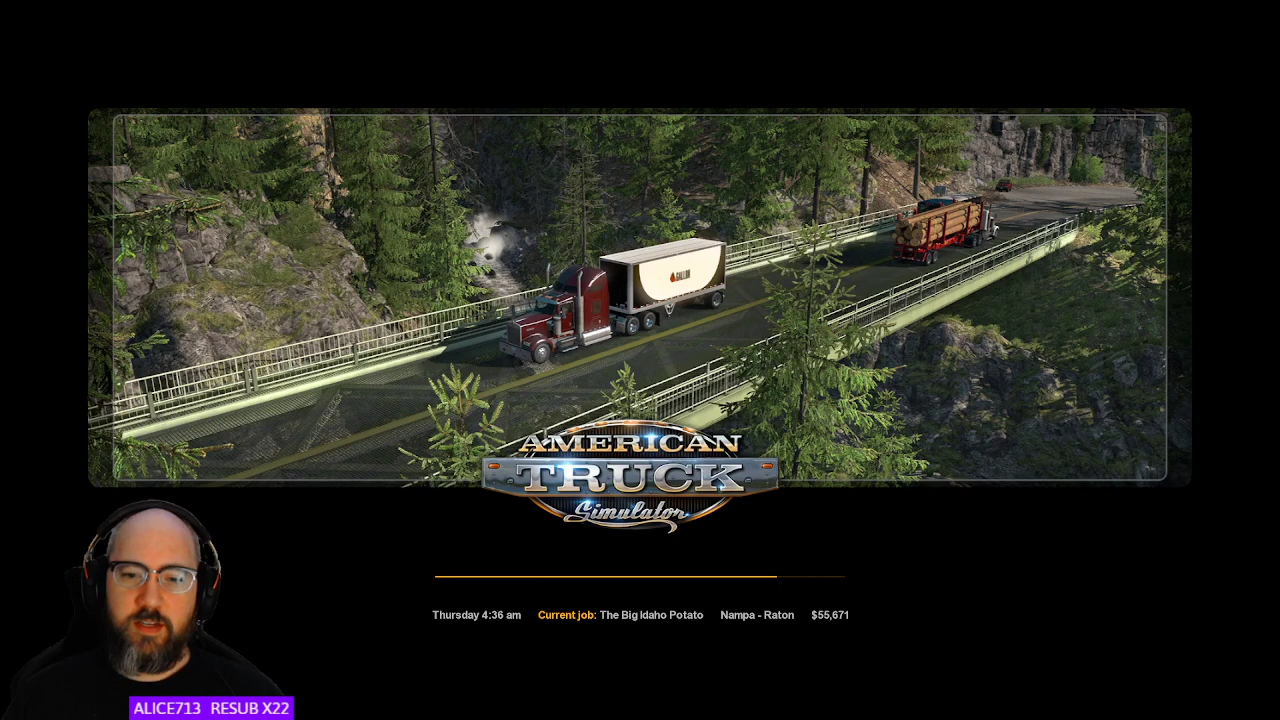 GALLON
AMERICAN
TRUCK
Simulator
Thursday 4:36 am Current job: The Big Idaho Potato Nampa - Raton $55,671
ALICE713 RESUB X22